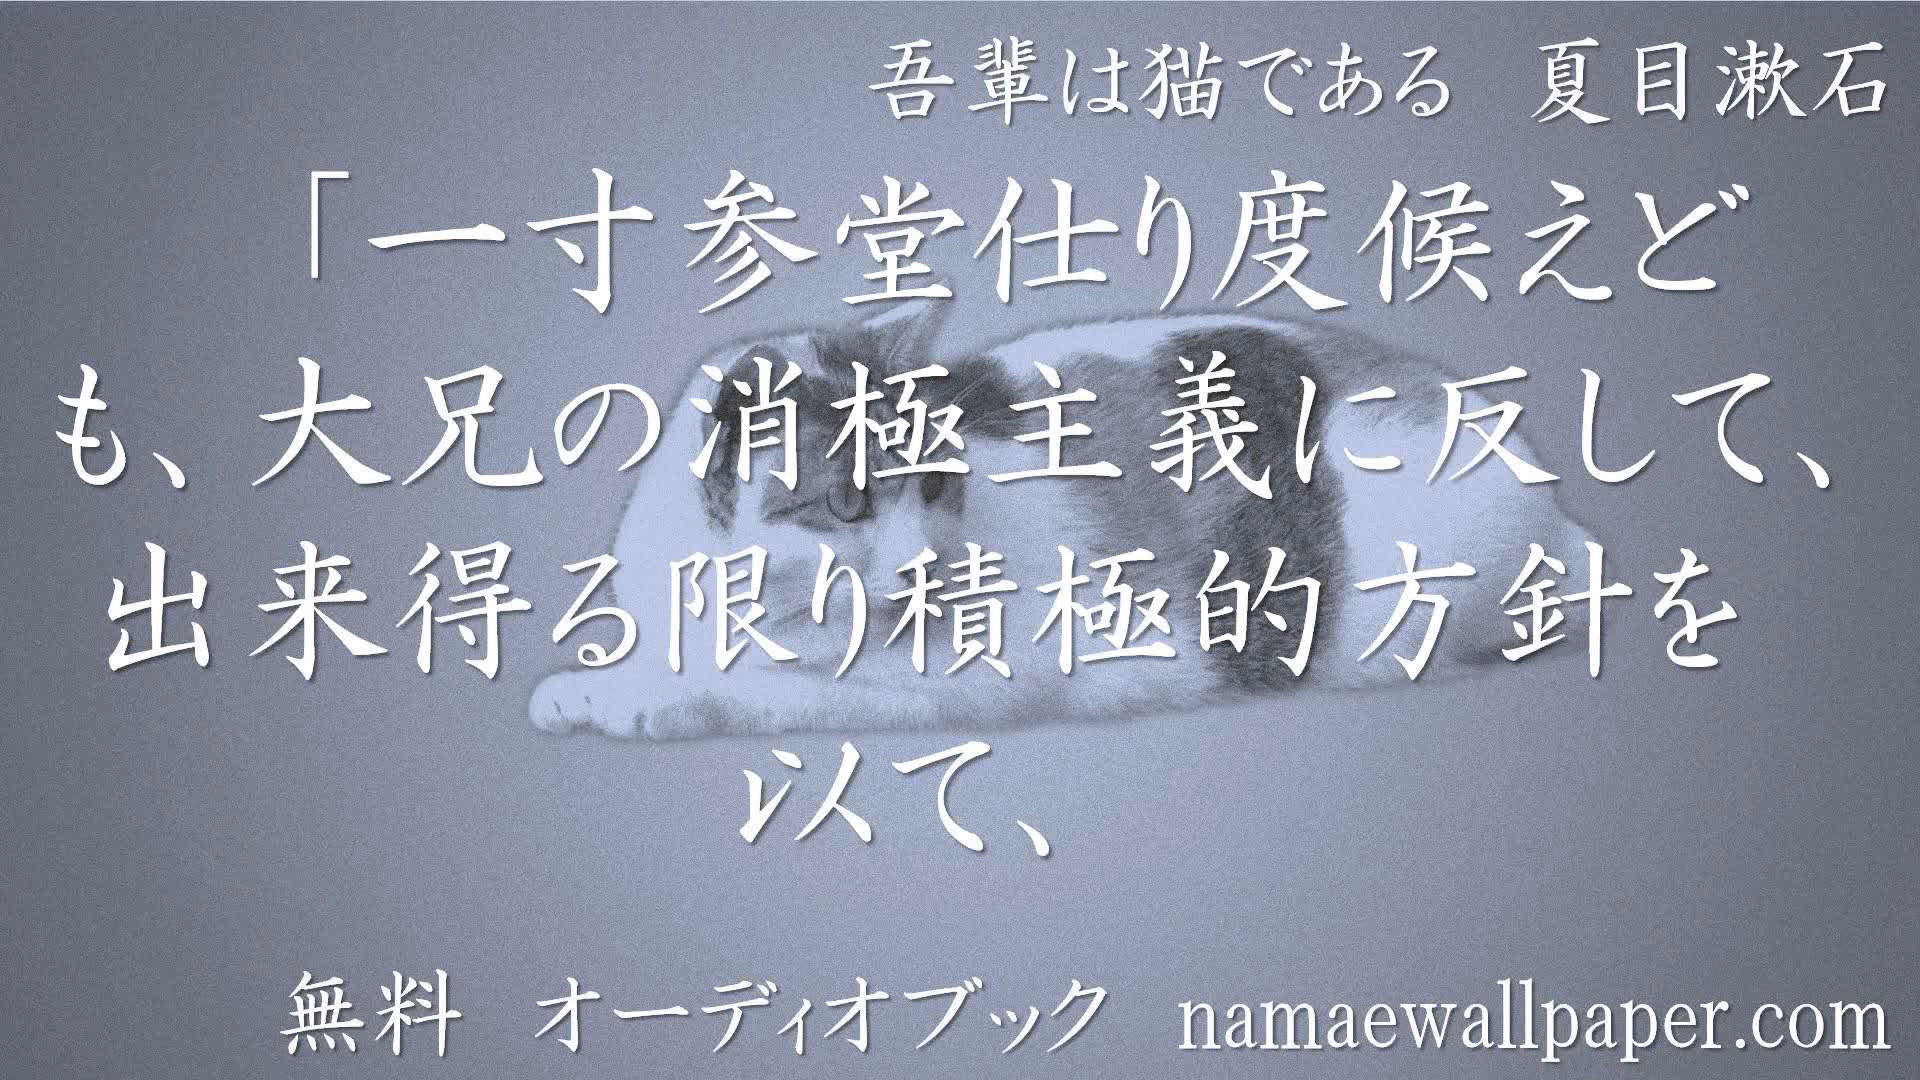 吾輩は猫である　夏目漱石
「一寸参堂仕り度候えど
も、大兄の消極主義に反して、
出来得る限り積極的方針を
以て、
無料　オーディオブック　namaewallpaper.com